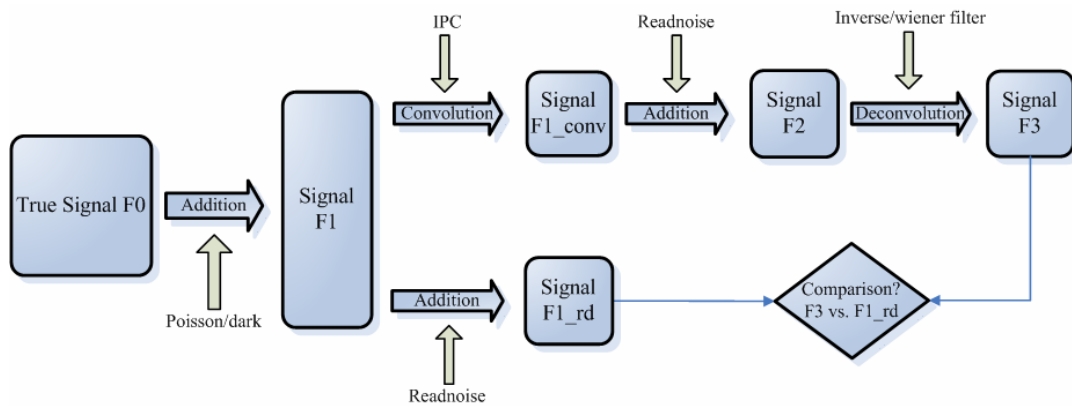 IPC
Readnoise
Inverse/wiener filter
Convolution
Signal
F1_conv
Addition
Signal
F2
Deconvolution
Signal
F3
True Signal F0
Addition
Signal
F1
Poisson/dark
Addition
Signal
F1_rd
Comparison?
F3 vs. F1_rd
Readnoise